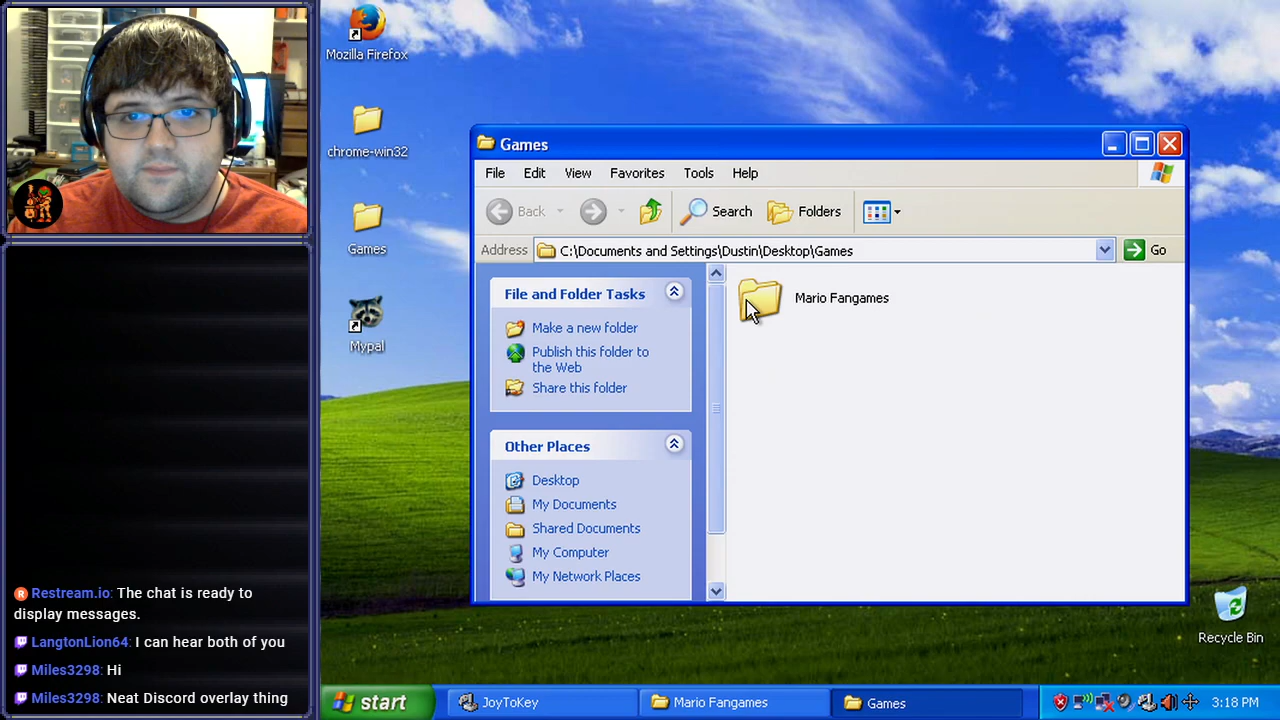 Mozilla Firefox
chrome-win32
Games
Mypal
Games
File Edit View Favorites Tools Help
Back Search Folders
Address C:\Documents and Settings\Dustin\Desktop\Games Go
File and Folder Tasks
Make a new folder
Publish this folder to
the Web
Share this folder
Other Places
Desktop
My Documents
Shared Documents
My Computer
My Network Places
Mario Fangames
Recycle Bin
Restream.io: The chat is ready to
display messages.
LangtonLion64: I can hear both of you
Miles3298: Hi
Miles3298: Neat Discord overlay thing
start JoyToKey Mario Fangames Games 3:18 PM